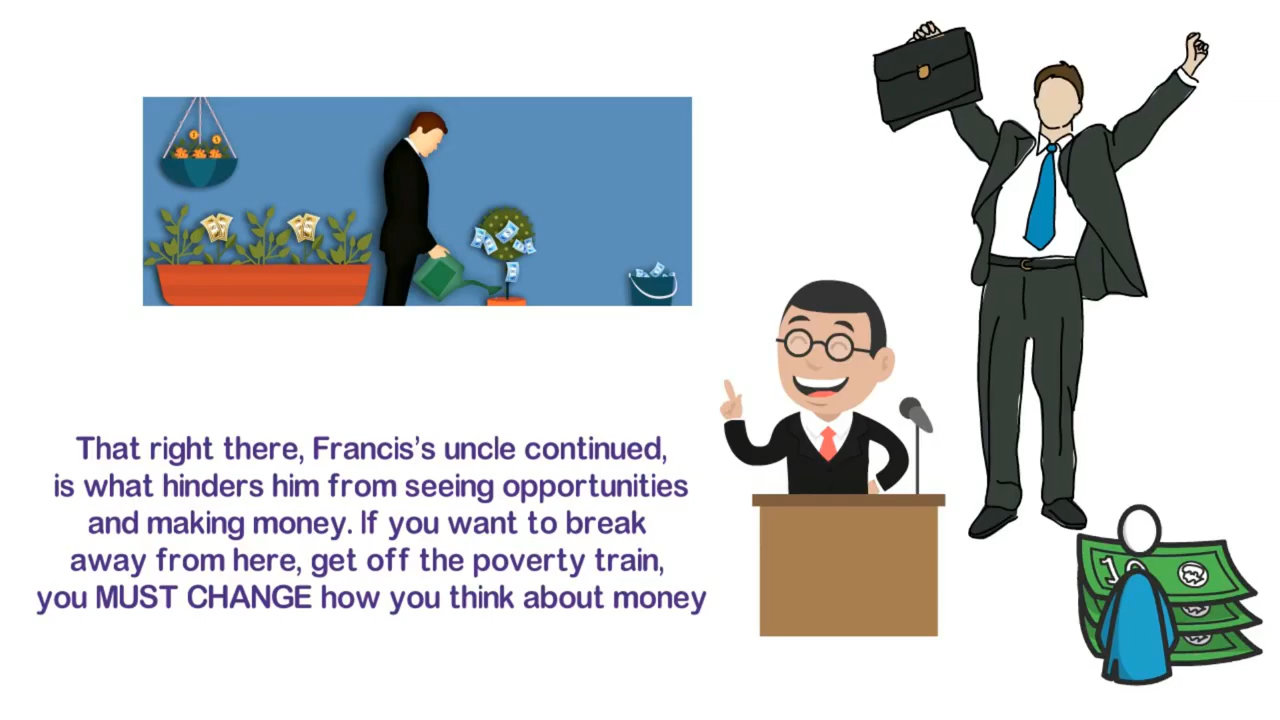 That right there, Francis’s uncle continued,
is what hinders him from seeing opportunities
and making money. If you want to break
away from here, get off the poverty train,
you MUST CHANGE how you think about money